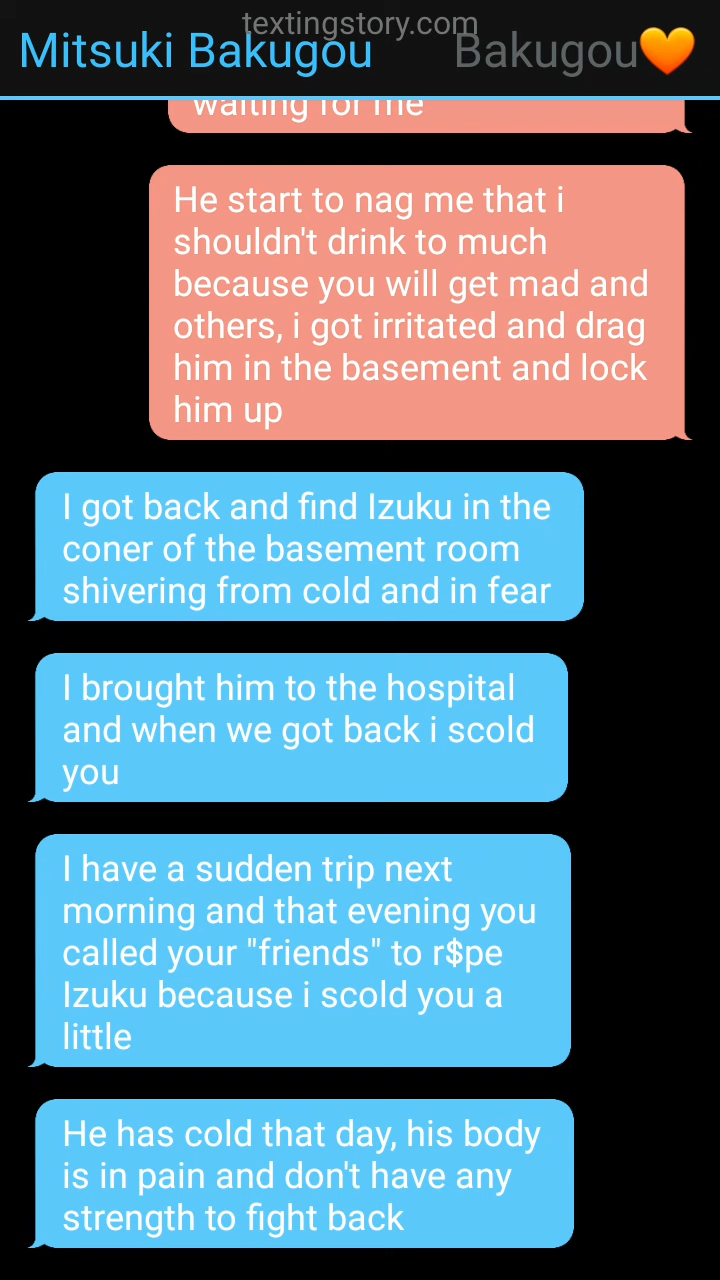 textingstory.com
Mitsuki Bakugou Bakugou🧡
waiting for me
He start to nag me that i
shouldn't drink to much
because you will get mad and
others, i got irritated and drag
him in the basement and lock
him up
I got back and find Izuku in the
coner of the basement room
shivering from cold and in fear
I brought him to the hospital
and when we got back i scold
you
I have a sudden trip next
morning and that evening you
called your "friends" to r$pe
Izuku because i scold you a
little
He has cold that day, his body
is in pain and don't have any
strength to fight back